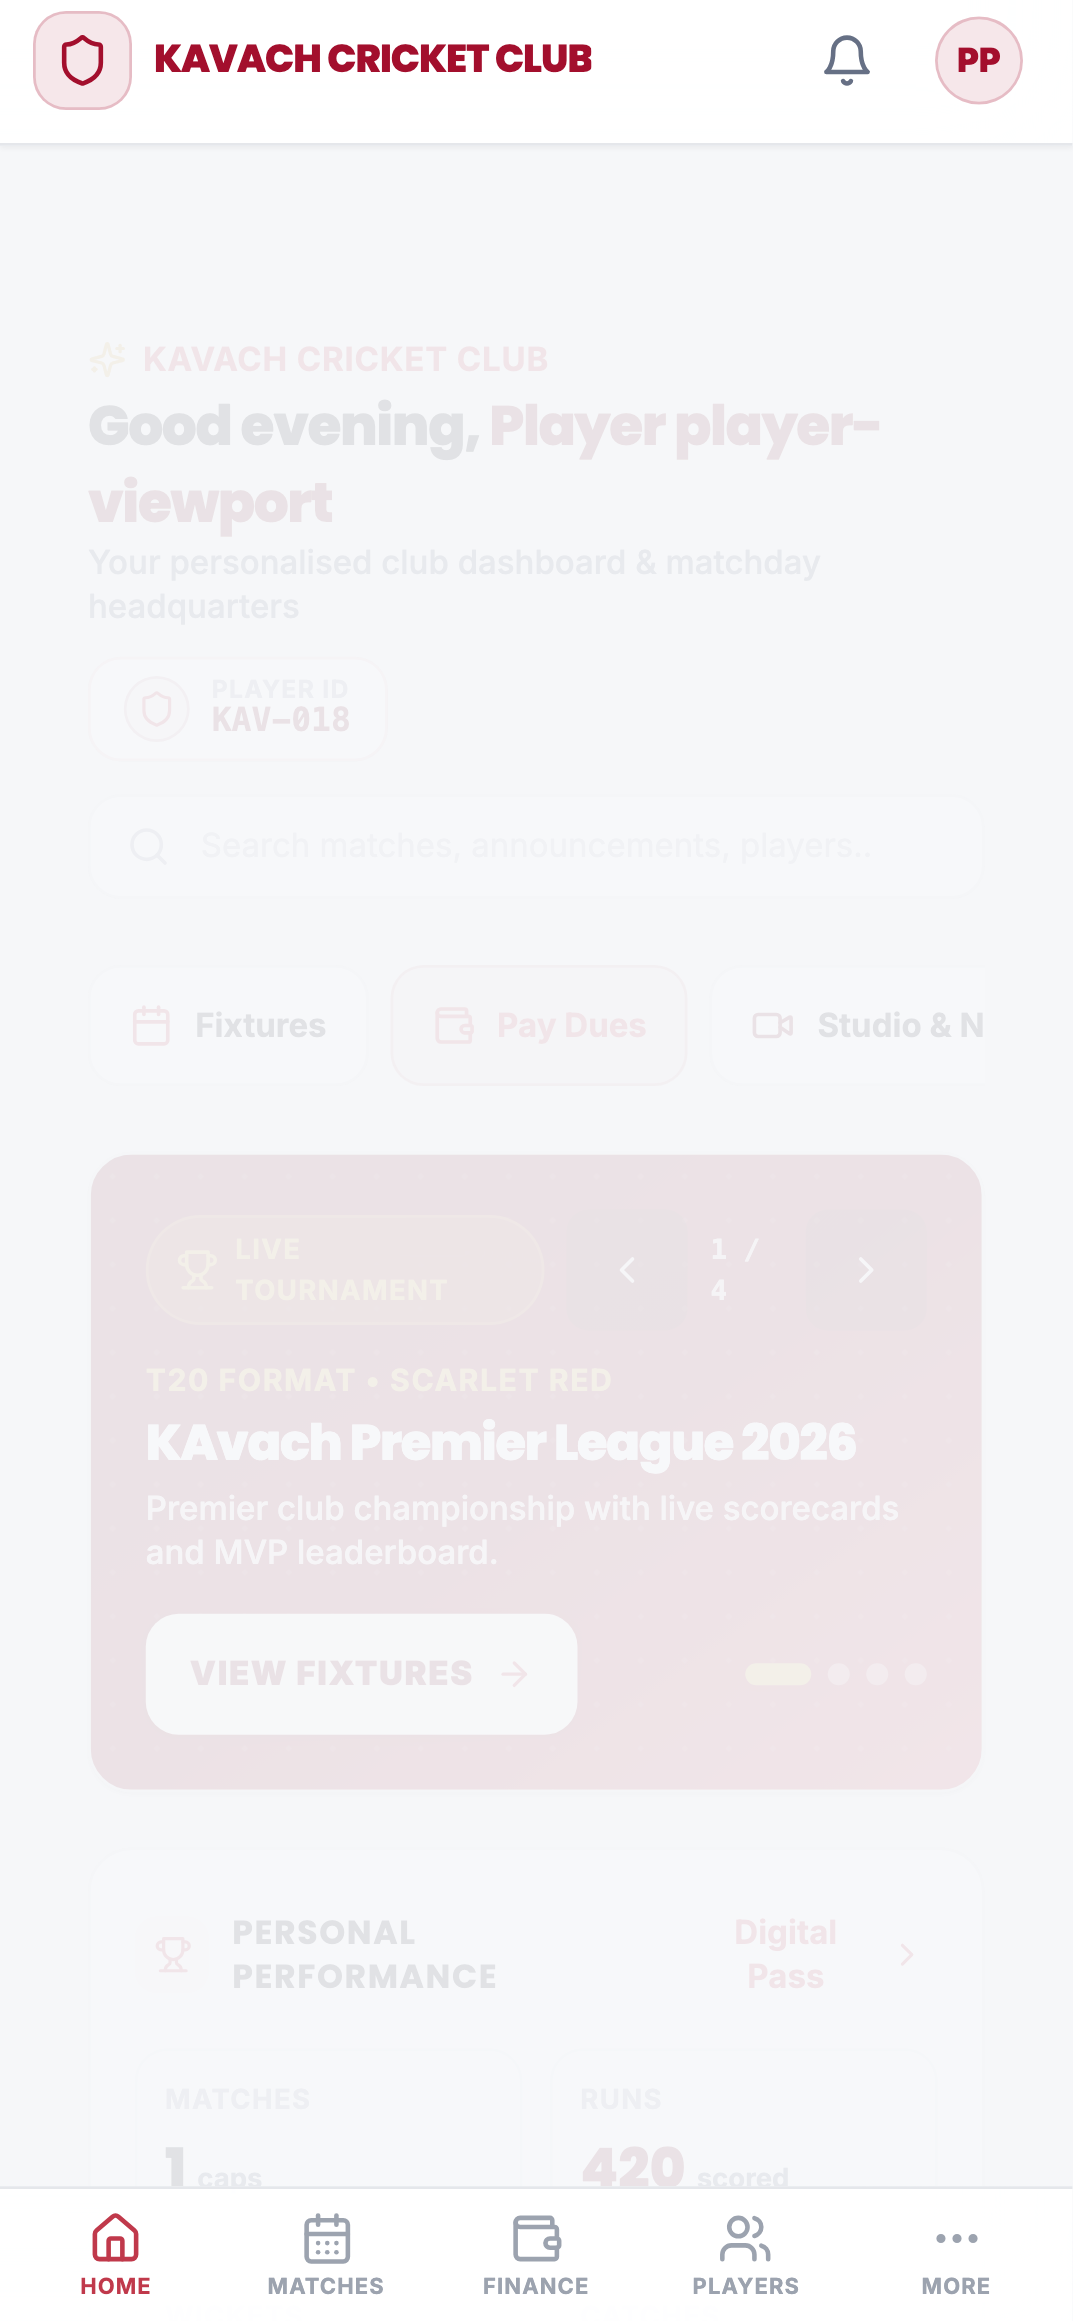 KAVACH CRICKET CLUB
PP
KAVACH CRICKET CLUB
Good evening, Player player-
viewport
Your personalised club dashboard & matchday
headquarters
PLAYER ID
KAV-018
Search matches, announcements, players..
Fixtures
Pay Dues
Studio & N
LIVE
TOURNAMENT
1 /
4
T20 FORMAT • SCARLET RED
KAvach Premier League 2026
Premier club championship with live scorecards
and MVP leaderboard.
VIEW FIXTURES
PERSONAL
PERFORMANCE
Digital
Pass
MATCHES
RUNS
1 caps
420 scored
HOME
MATCHES
FINANCE
PLAYERS
MORE